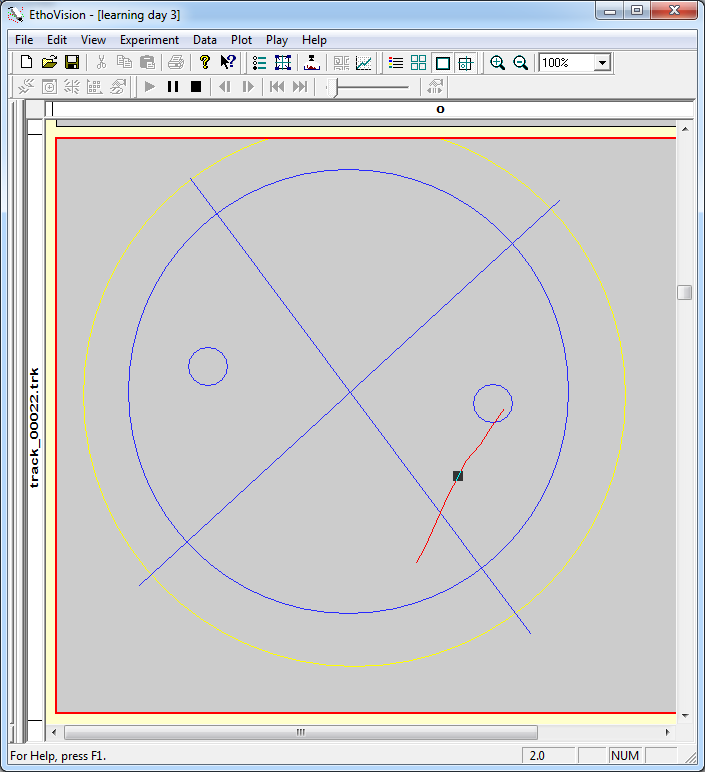 EthoVision - [learning day 3]
File Edit View Experiment Data Plot Play Help
100%
O
track_00022.trk
For Help, press F1.
2.0
NUM